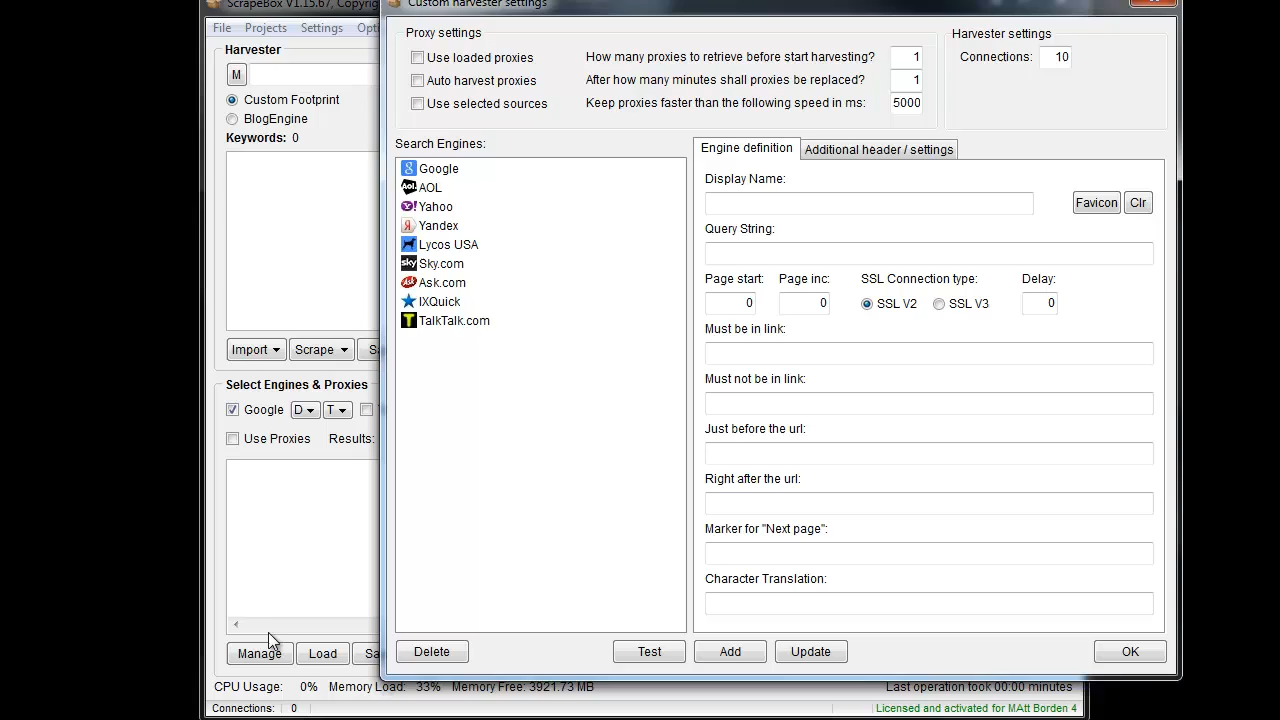 ScrapeBox V1.15.67, Copyrig
File Projects Settings Opti
Harvester
M
Custom Footprint
BlogEngine
Keywords: 0
Import Scrape
Select Engines & Proxies
Google D T
Use Proxies Results:
Manage Load
CPU Usage: 0% Memory Load: 33% Memory Free: 3921.73 MB Last operation took 00:00 minutes
Connections: 0 Licensed and activated for MAtt Borden 4
Custom harvester settings
Proxy settings
Use loaded proxies How many proxies to retrieve before start harvesting? 1
Auto harvest proxies After how many minutes shall proxies be replaced? 1
Use selected sources Keep proxies faster than the following speed in ms: 5000
Harvester settings
Connections: 10
Search Engines:
Google
AOL
Yahoo
Yandex
Lycos USA
Sky.com
Ask.com
IXQuick
TalkTalk.com
Engine definition Additional header / settings
Display Name:
Favicon Clr
Query String:
Page start: Page inc: SSL Connection type: Delay:
0 0 SSL V2 SSL V3 0
Must be in link:
Must not be in link:
Just before the url:
Right after the url:
Marker for "Next page":
Character Translation:
Delete Test Add Update OK